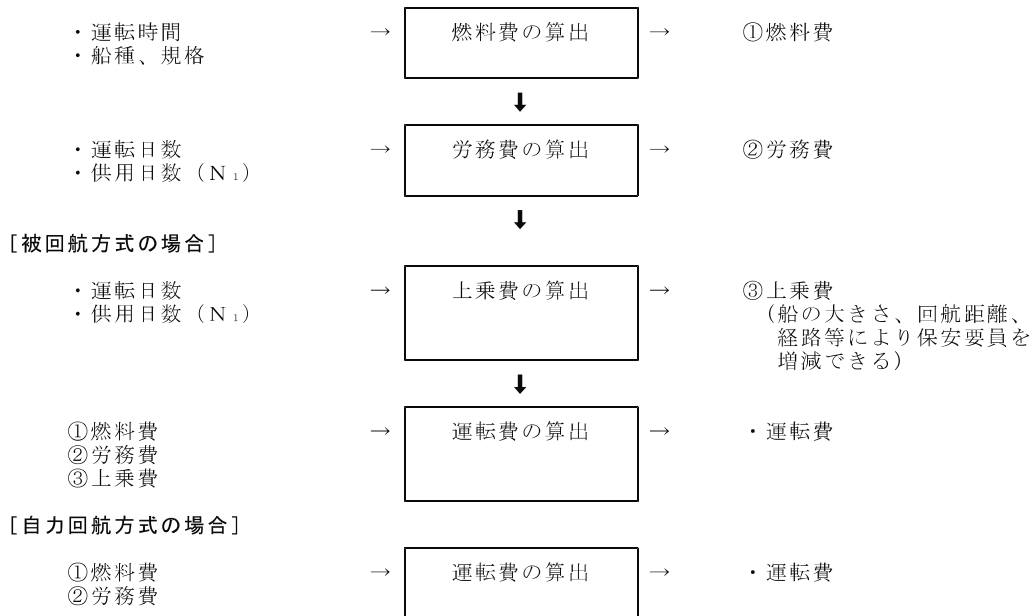 ・運転時間 → 燃料費の算出 → ①燃料費
・船種、規格
⬇
・運転日数 → 労務費の算出 → ②労務費
・供用日数（N₁）
⬇
[被回航方式の場合]
・運転日数 → 上乗費の算出 → ③上乗費
・供用日数（N₁） （船の大きさ、回航距離、
経路等により保安要員を
増減できる）
⬇
①燃料費 → 運転費の算出 → ・運転費
②労務費
③上乗費
[自力回航方式の場合]
①燃料費 → 運転費の算出 → ・運転費
②労務費